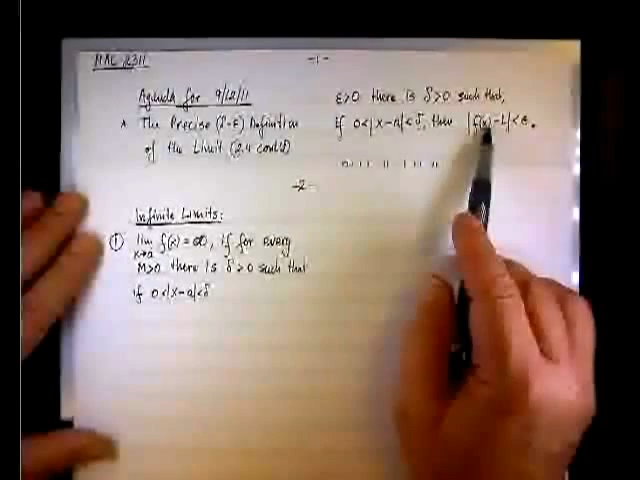 MAC 2311
-1-
Agenda for 9/12/11
* The Precise (δ-ε) Definition
of the Limit (2.4 cont'd)
ε>0 there is δ>0 such that,
if 0<|x-a|<δ, then |f(x)-L|<ε.
-2-
Infinite Limits:
① lim x→a f(x)=∞, if for every
M>0 there is δ>0 such that
if 0<|x-a|<δ